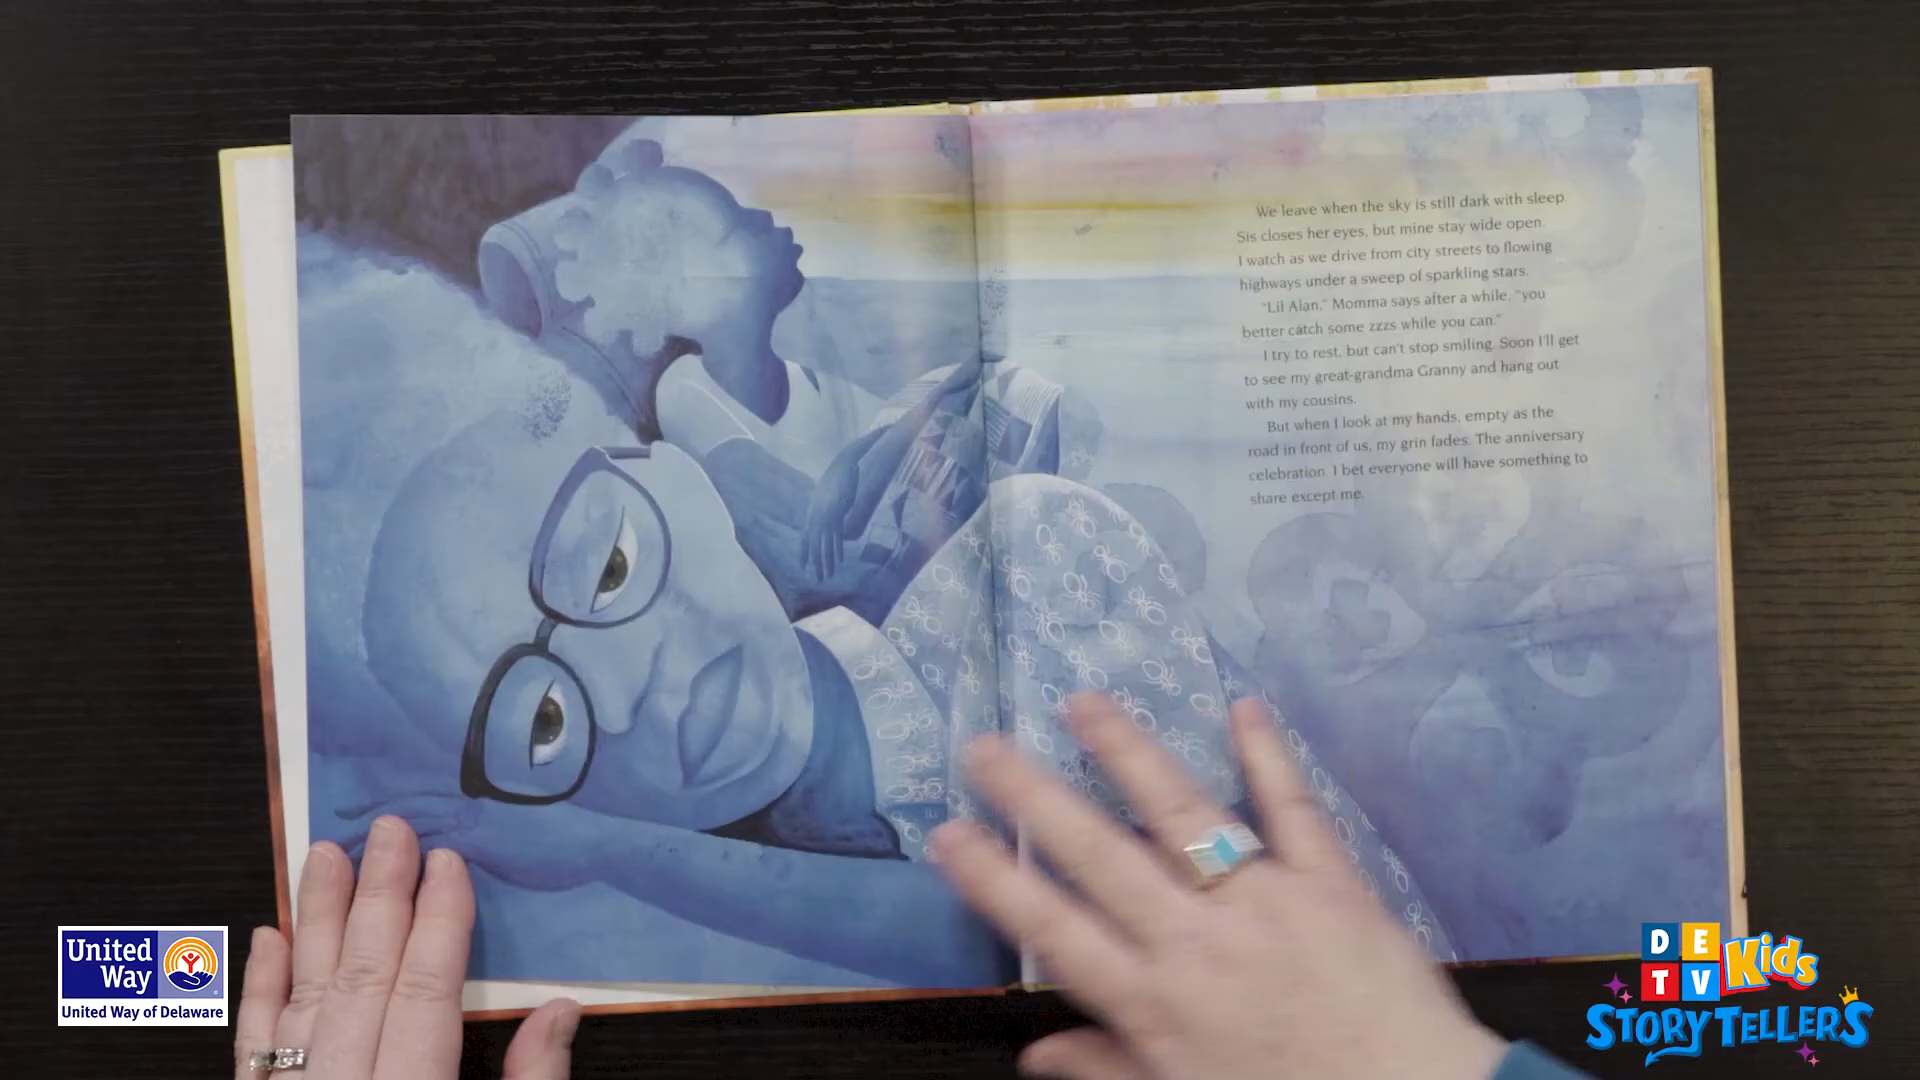 We leave when the sky is still dark with sleep.
Sis closes her eyes, but mine stay wide open.
I watch as we drive from city streets to flowing
highways under a sweep of sparkling stars.
"Lil Alan," Momma says after a while, "you
better catch some zzzs while you can."
I try to rest, but can't stop smiling. Soon I'll get
to see my great-grandma Granny and hang out
with my cousins.
But when I look at my hands, empty as the
road in front of us, my grin fades. The anniversary
celebration. I bet everyone will have something to
share except me.
United
Way
United Way of Delaware
DE
TV Kids
STORYTELLERS